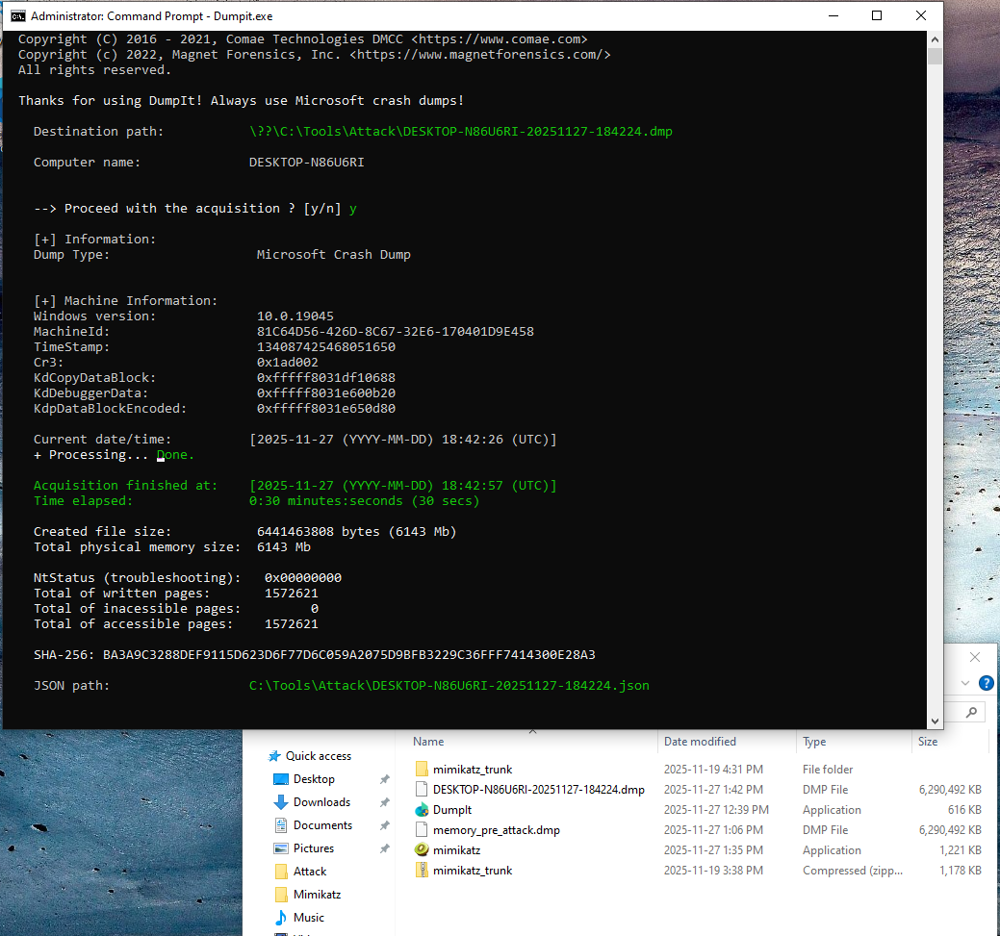 Administrator: Command Prompt - Dumpit.exe
Copyright (C) 2016 - 2021, Comae Technologies DMCC <https://www.comae.com>
Copyright (c) 2022, Magnet Forensics, Inc. <https://www.magnetforensics.com/>
All rights reserved.
Thanks for using DumpIt! Always use Microsoft crash dumps!
Destination path: \??\C:\Tools\Attack\DESKTOP-N86U6RI-20251127-184224.dmp
Computer name: DESKTOP-N86U6RI
--> Proceed with the acquisition ? [y/n] y
[+] Information:
Dump Type: Microsoft Crash Dump
[+] Machine Information:
Windows version: 10.0.19045
MachineId: 81C64D56-426D-8C67-32E6-170401D9E458
TimeStamp: 134087425468051650
Cr3: 0x1ad002
KdCopyDataBlock: 0xfffff8031df10688
KdDebuggerData: 0xfffff8031e600b20
KdpDataBlockEncoded: 0xfffff8031e650d80
Current date/time: [2025-11-27 (YYYY-MM-DD) 18:42:26 (UTC)]
+ Processing... Done.
Acquisition finished at: [2025-11-27 (YYYY-MM-DD) 18:42:57 (UTC)]
Time elapsed: 0:30 minutes:seconds (30 secs)
Created file size: 6441463808 bytes (6143 Mb)
Total physical memory size: 6143 Mb
NtStatus (troubleshooting): 0x00000000
Total of written pages: 1572621
Total of inacessible pages: 0
Total of accessible pages: 1572621
SHA-256: BA3A9C3288DEF9115D623D6F77D6C059A2075D9BFB3229C36FFF7414300E28A3
JSON path: C:\Tools\Attack\DESKTOP-N86U6RI-20251127-184224.json
Name Date modified Type Size
Quick access
Desktop
Downloads
Documents
Pictures
Attack
Mimikatz
Music
mimikatz_trunk 2025-11-19 4:31 PM File folder
DESKTOP-N86U6RI-20251127-184224.dmp 2025-11-27 1:42 PM DMP File 6,290,492 KB
DumpIt 2025-11-27 12:39 PM Application 616 KB
memory_pre_attack.dmp 2025-11-27 1:06 PM DMP File 6,290,492 KB
mimikatz 2025-11-27 1:35 PM Application 1,221 KB
mimikatz_trunk 2025-11-19 3:38 PM Compressed (zipp... 1,178 KB